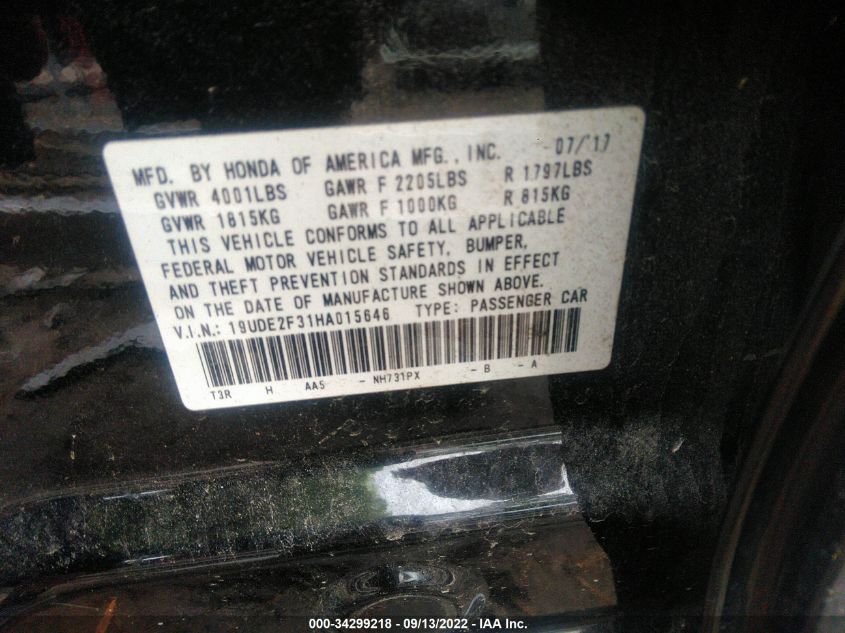 MFD. BY HONDA OF AMERICA MFG., INC. 07/'17
GVWR 4001LBS GAWR F 2205LBS R 1797LBS
GVWR 1815KG GAWR F 1000KG R 815KG
THIS VEHICLE CONFORMS TO ALL APPLICABLE
FEDERAL MOTOR VEHICLE SAFETY, BUMPER,
AND THEFT PREVENTION STANDARDS IN EFFECT
ON THE DATE OF MANUFACTURE SHOWN ABOVE.
V.I.N.: 19UDE2F31HA015646 TYPE: PASSENGER CAR
T3R H AA5 - NH731PX - B - A
000-34299218 - 09/13/2022 - IAA Inc.